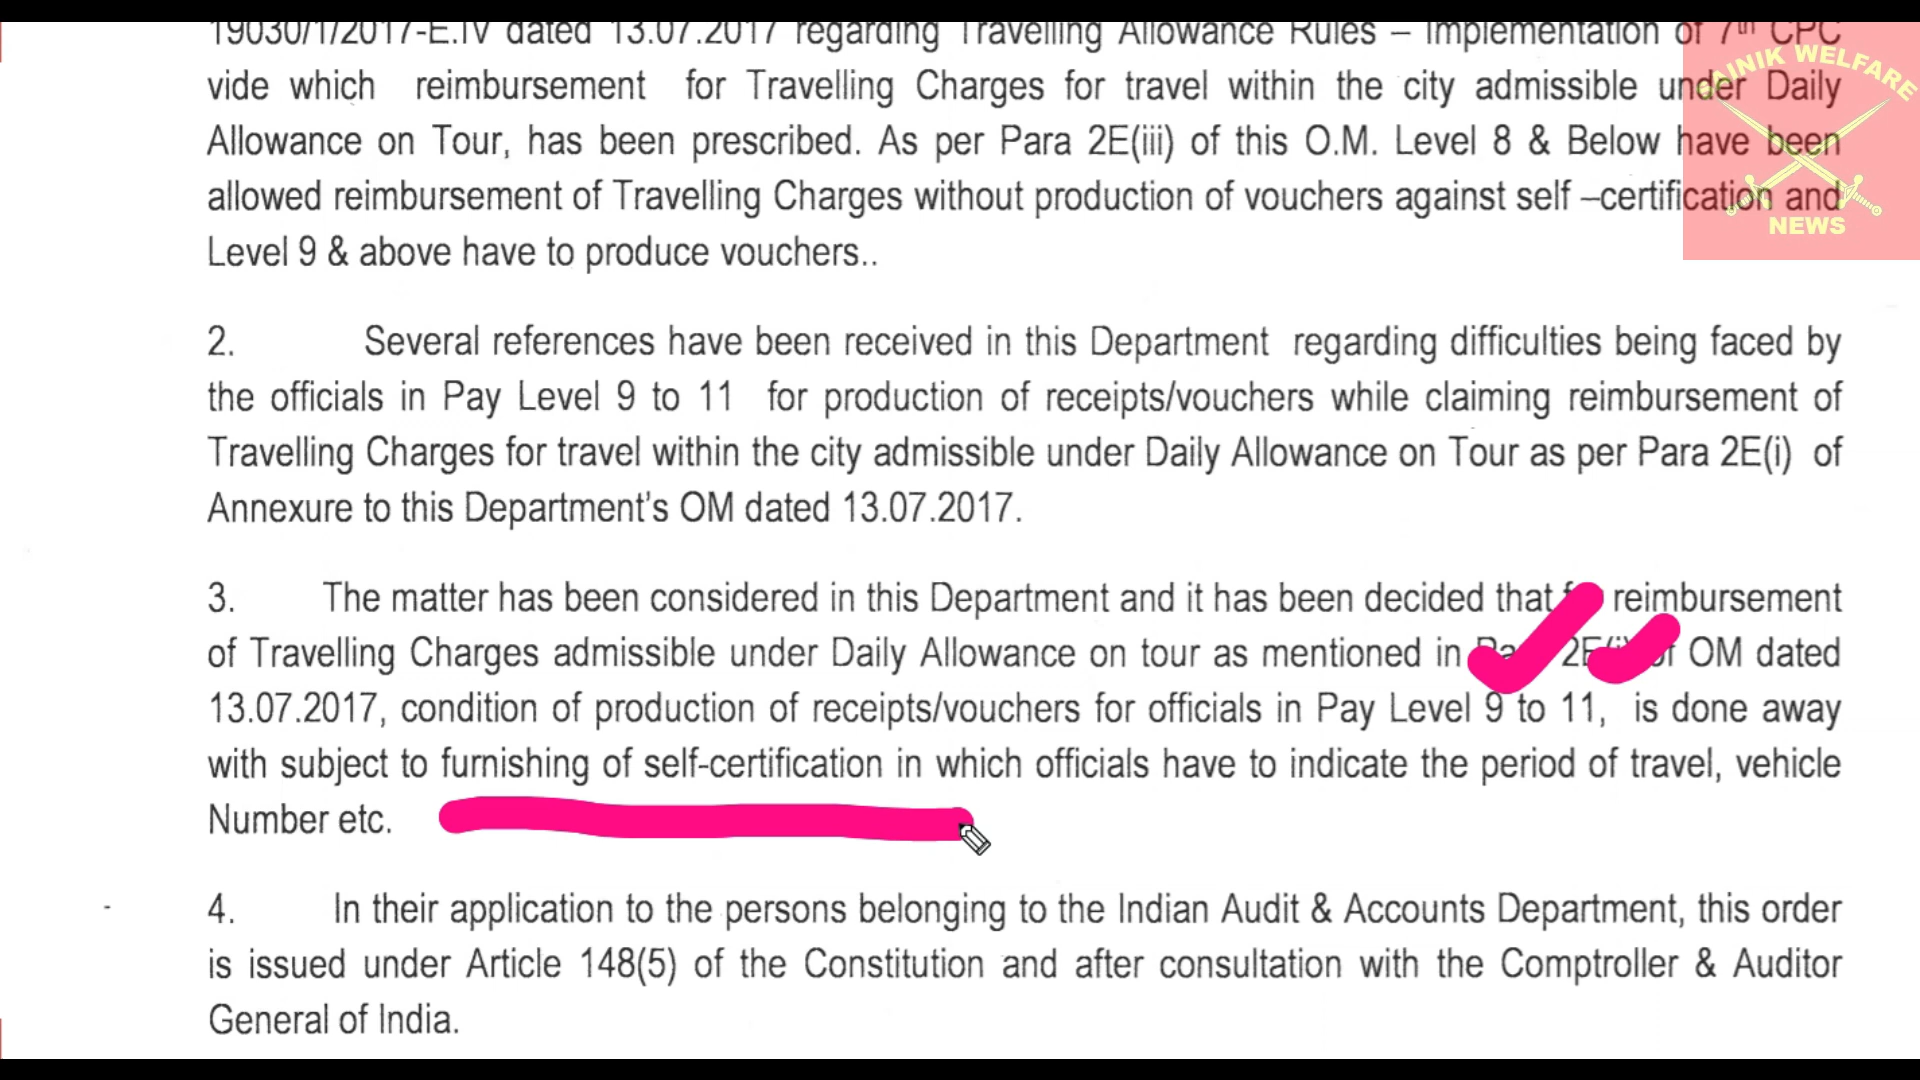 19030/1/2017-E.IV dated 13.07.2017 regarding Travelling Allowance Rules – Implementation of 7th CPC
vide which reimbursement for Travelling Charges for travel within the city admissible under Daily
Allowance on Tour, has been prescribed. As per Para 2E(iii) of this O.M. Level 8 & Below have been
allowed reimbursement of Travelling Charges without production of vouchers against self –certification and
Level 9 & above have to produce vouchers..
SAINIK WELFARE
NEWS
2. Several references have been received in this Department regarding difficulties being faced by
the officials in Pay Level 9 to 11 for production of receipts/vouchers while claiming reimbursement of
Travelling Charges for travel within the city admissible under Daily Allowance on Tour as per Para 2E(i) of
Annexure to this Department's OM dated 13.07.2017.
3. The matter has been considered in this Department and it has been decided that reimbursement
of Travelling Charges admissible under Daily Allowance on tour as mentioned in OM dated
13.07.2017, condition of production of receipts/vouchers for officials in Pay Level 9 to 11, is done away
with subject to furnishing of self-certification in which officials have to indicate the period of travel, vehicle
Number etc.
4. In their application to the persons belonging to the Indian Audit & Accounts Department, this order
is issued under Article 148(5) of the Constitution and after consultation with the Comptroller & Auditor
General of India.